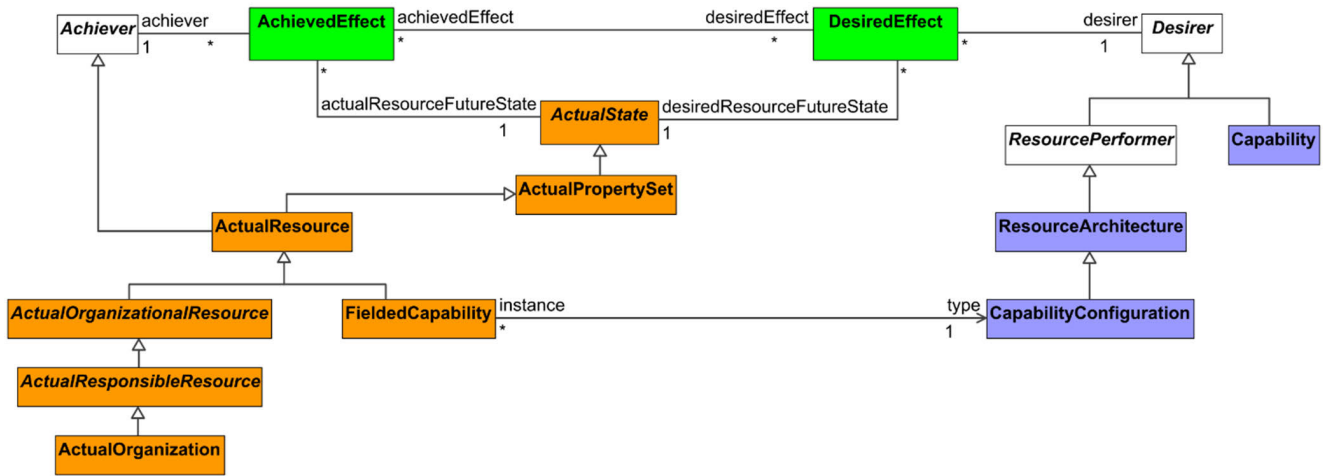 Achiever
achiever
1
*
AchievedEffect
achievedEffect
*
desiredEffect
*
DesiredEffect
*
desirer
1
Desirer
*
actualResourceFutureState
1
ActualState
desiredResourceFutureState
1
*
ResourcePerformer
Capability
ActualPropertySet
ActualResource
ResourceArchitecture
ActualOrganizationalResource
FieldedCapability
instance
*
type
1
CapabilityConfiguration
ActualResponsibleResource
ActualOrganization